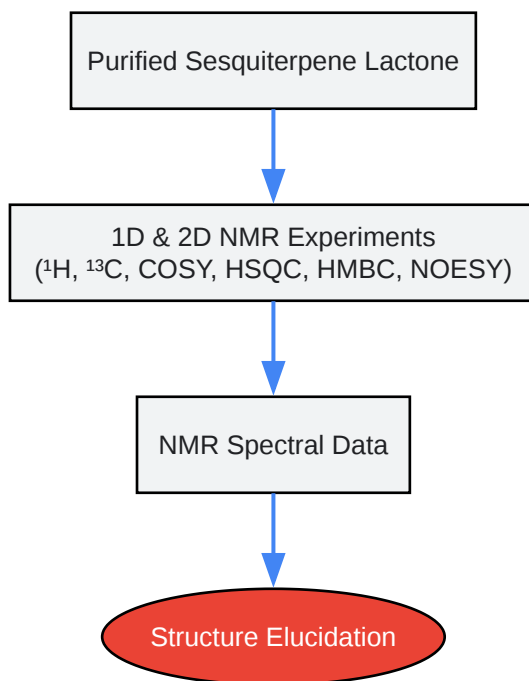 Purified Sesquiterpene Lactone
1D & 2D NMR Experiments
(¹H, ¹³C, COSY, HSQC, HMBC, NOESY)
NMR Spectral Data
Structure Elucidation